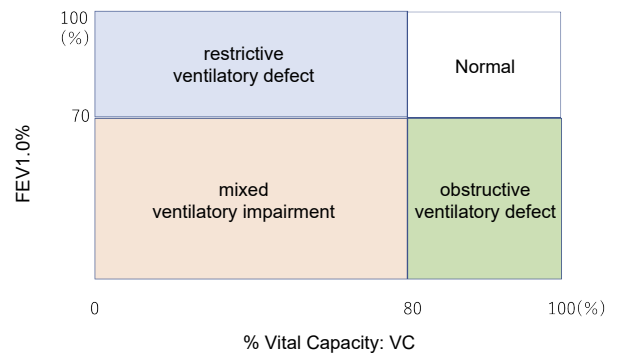 100
(%)
restrictive
ventilatory defect
Normal
70
FEV1.0%
mixed
ventilatory impairment
obstructive
ventilatory defect
0
80
100(%)
% Vital Capacity: VC